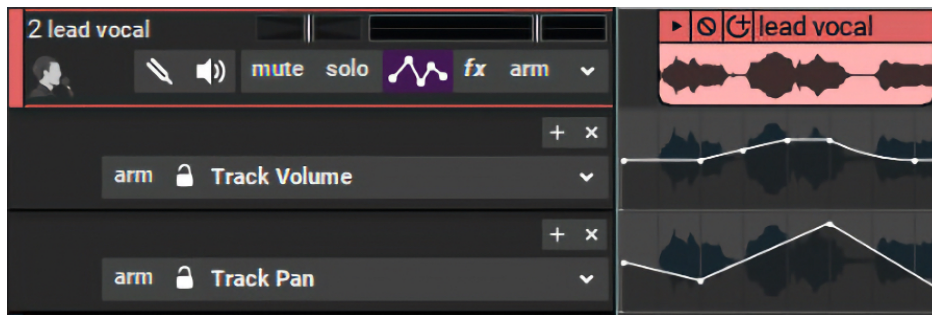 2 lead vocal
mute solo fx arm
lead vocal
arm Track Volume
arm Track Pan